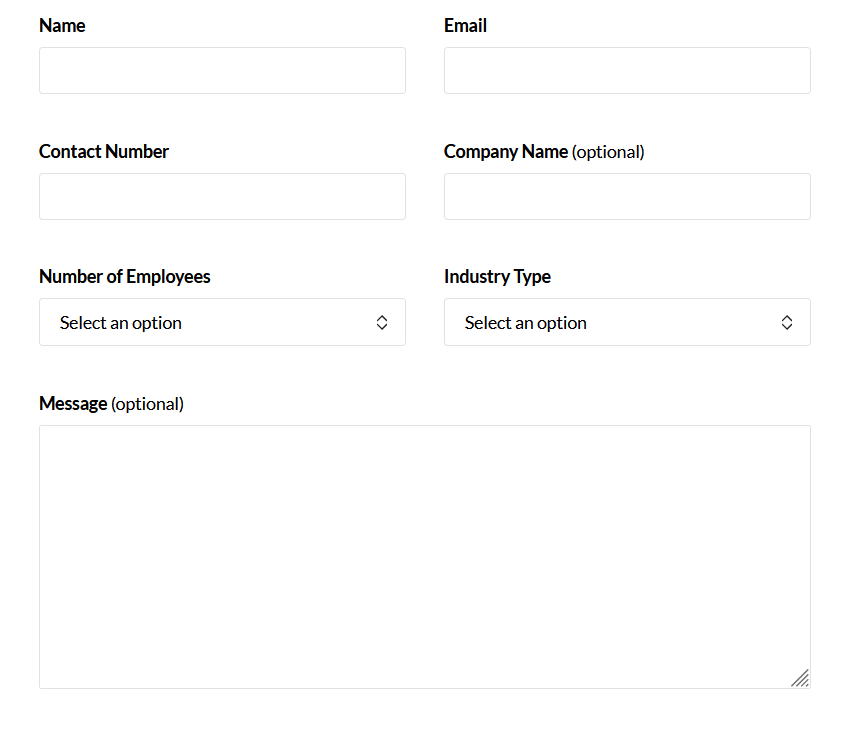 Name
Email
Contact Number
Company Name (optional)
Number of Employees
Industry Type
Select an option
Select an option
Message (optional)